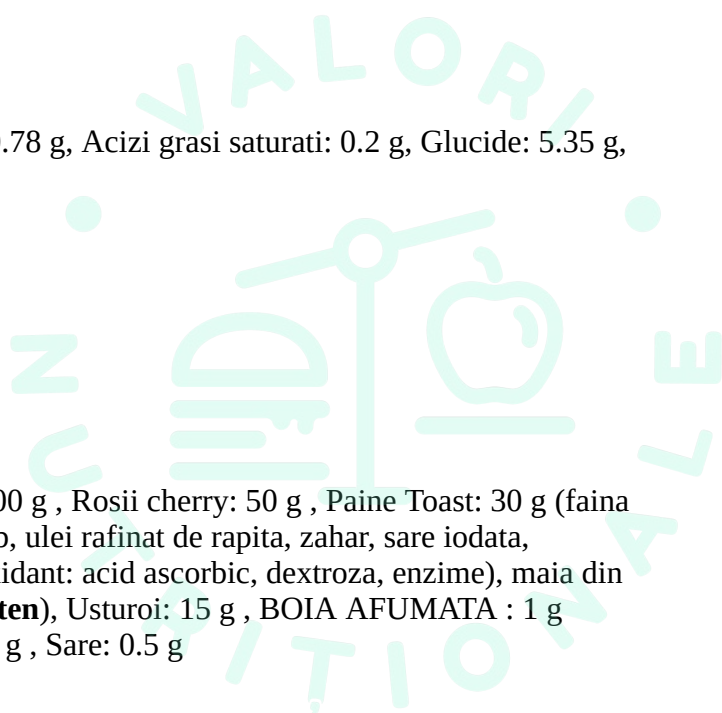 VALORI
.78 g, Acizi grasi saturati: 0.2 g, Glucide: 5.35 g,
NUTRITIONALE
00 g , Rosii cherry: 50 g , Paine Toast: 30 g (faina
, ulei rafinat de rapita, zahar, sare iodata,
idant: acid ascorbic, dextroza, enzime), maia din
ten), Usturoi: 15 g , BOIA AFUMATA : 1 g
g , Sare: 0.5 g